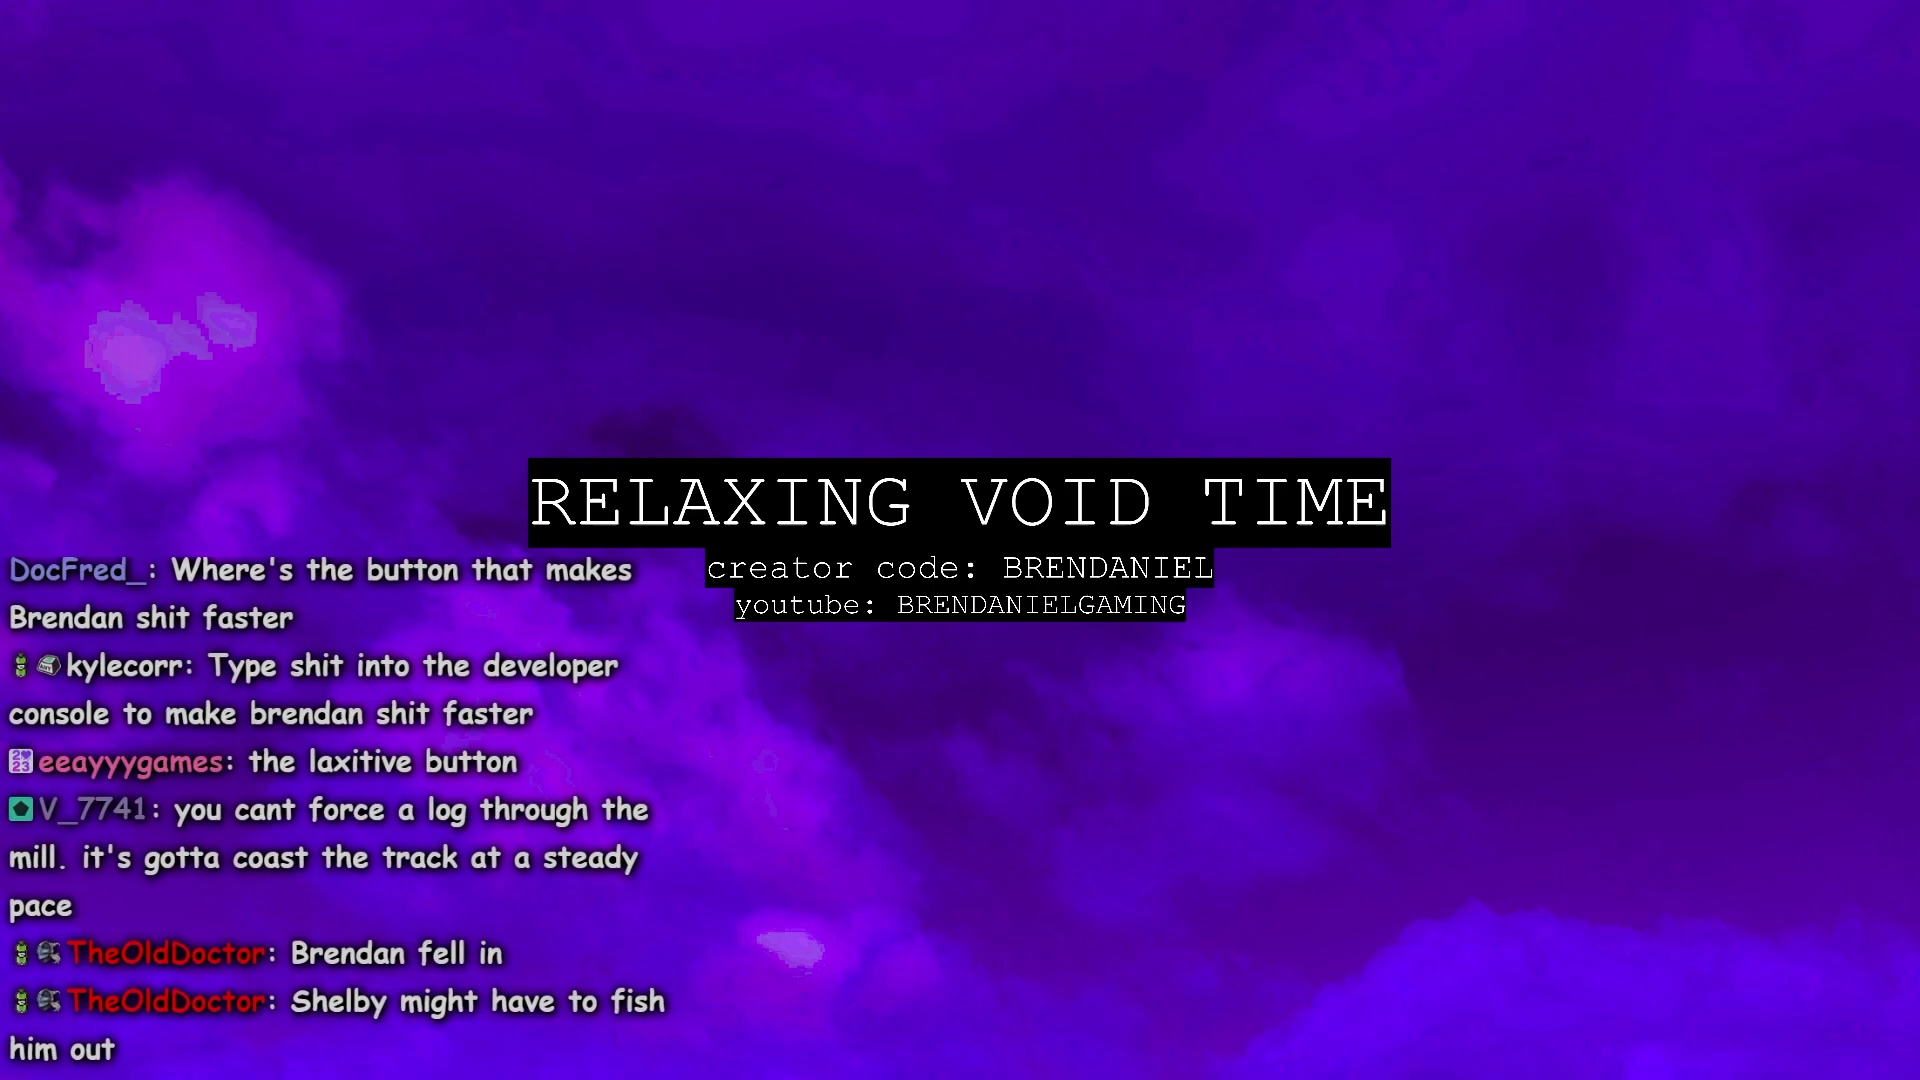 RELAXING VOID TIME
creator code: BRENDANIEL
youtube: BRENDANIELGAMING
DocFred_: Where's the button that makes
Brendan shit faster
kylecorr: Type shit into the developer
console to make brendan shit faster
eeayyygames: the laxitive button
V_7741: you cant force a log through the
mill. it's gotta coast the track at a steady
pace
TheOldDoctor: Brendan fell in
TheOldDoctor: Shelby might have to fish
him out